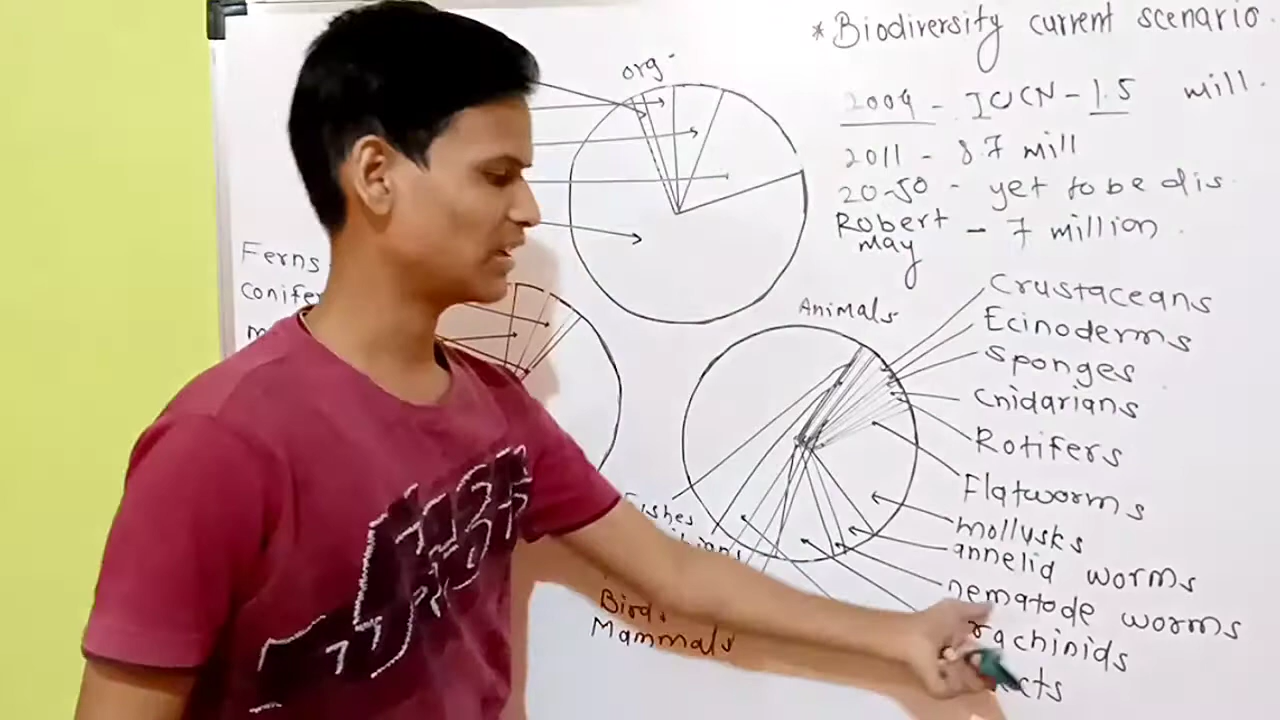 * Biodiversity current scenario.
2004 - IUCN - 1.5 mill.
2011 - 8.7 mill
20-50 - yet to be dis
Robert May - 7 million.
org-
Ferns
Animals
Crustaceans
Ecinoderms
Sponges
Cnidarians
Rotifers
Flatworms
mollusks
annelid worms
nematode worms
rachinids
cts
ishes
Birds
Mammals